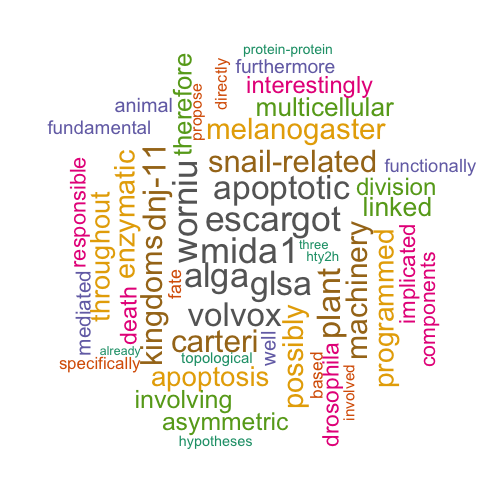 protein-protein
furthermore
interestingly
directly
therefore
propose
animal
multicellular
fundamental
melanogaster
snail-related
functionally
responsible
throughout
enzymatic
dnj-11
worniu
apoptotic
division
linked
escargot
mida1
three
hty2h
kingdoms
alga
glsa
plant
machinery
programmed
implicated
components
mediated
death
fate
volvox
carteri
possibly
well
already
topological
specifically
apoptosis
based
drosophila
involved
involving
asymmetric
hypotheses